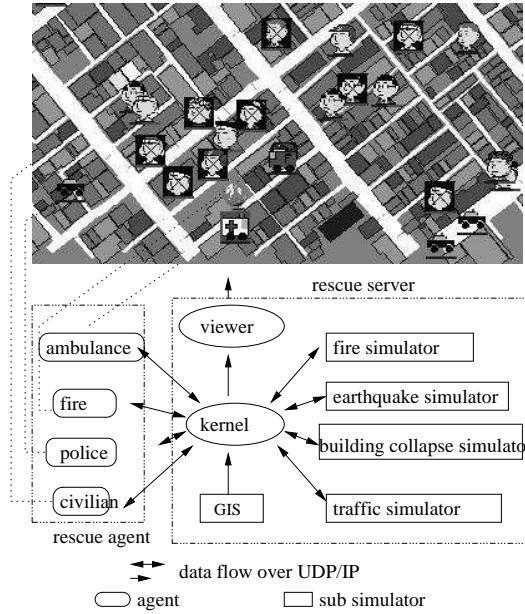 rescue server
viewer
ambulance
fire simulator
fire
earthquake simulator
kernel
police
building collapse simulato
civilian
GIS
traffic simulator
rescue agent
data flow over UDP/IP
agent
sub simulator